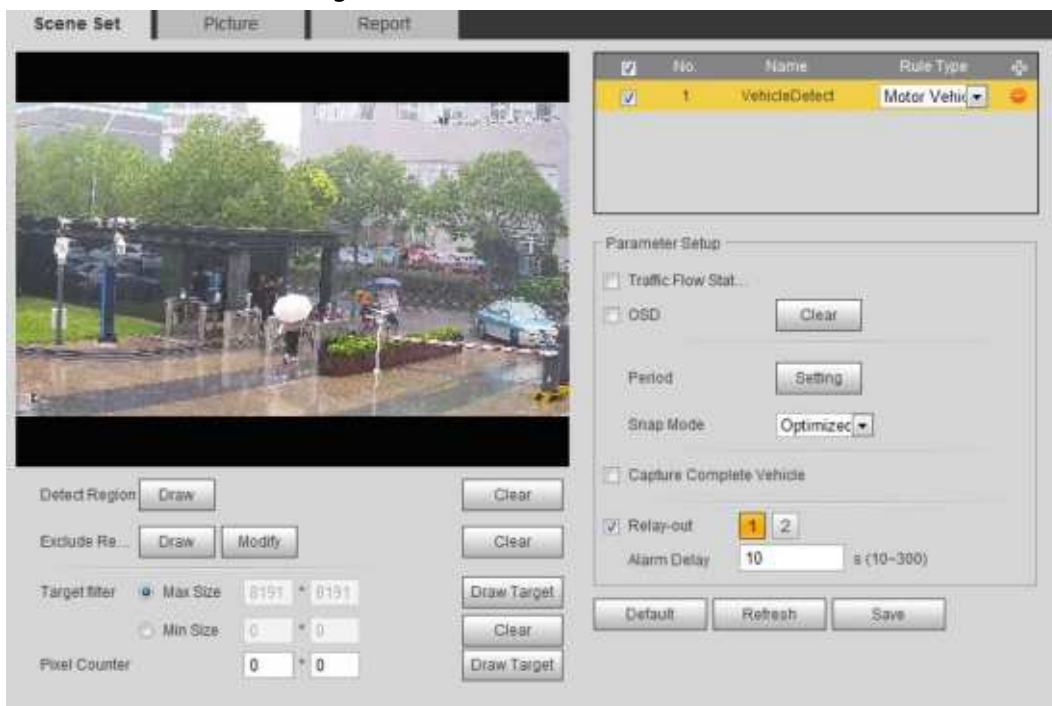 Scene Set Picture Report
No. Name Rule Type
1 VehicleDetect Motor Vehic
Parameter Setup
Traffic Flow Stat...
OSD Clear
Period Setting
Snap Mode Optimized
Capture Complete Vehicle
Relay-out 1 2
Alarm Delay 10 s (10~300)
Default Refresh Save
Detect Region Draw Clear
Exclude Re... Draw Modify Clear
Target filter Max Size 8191 * 8191 Draw Target
Min Size 0 * 0 Clear
Pixel Counter 0 * 0 Draw Target